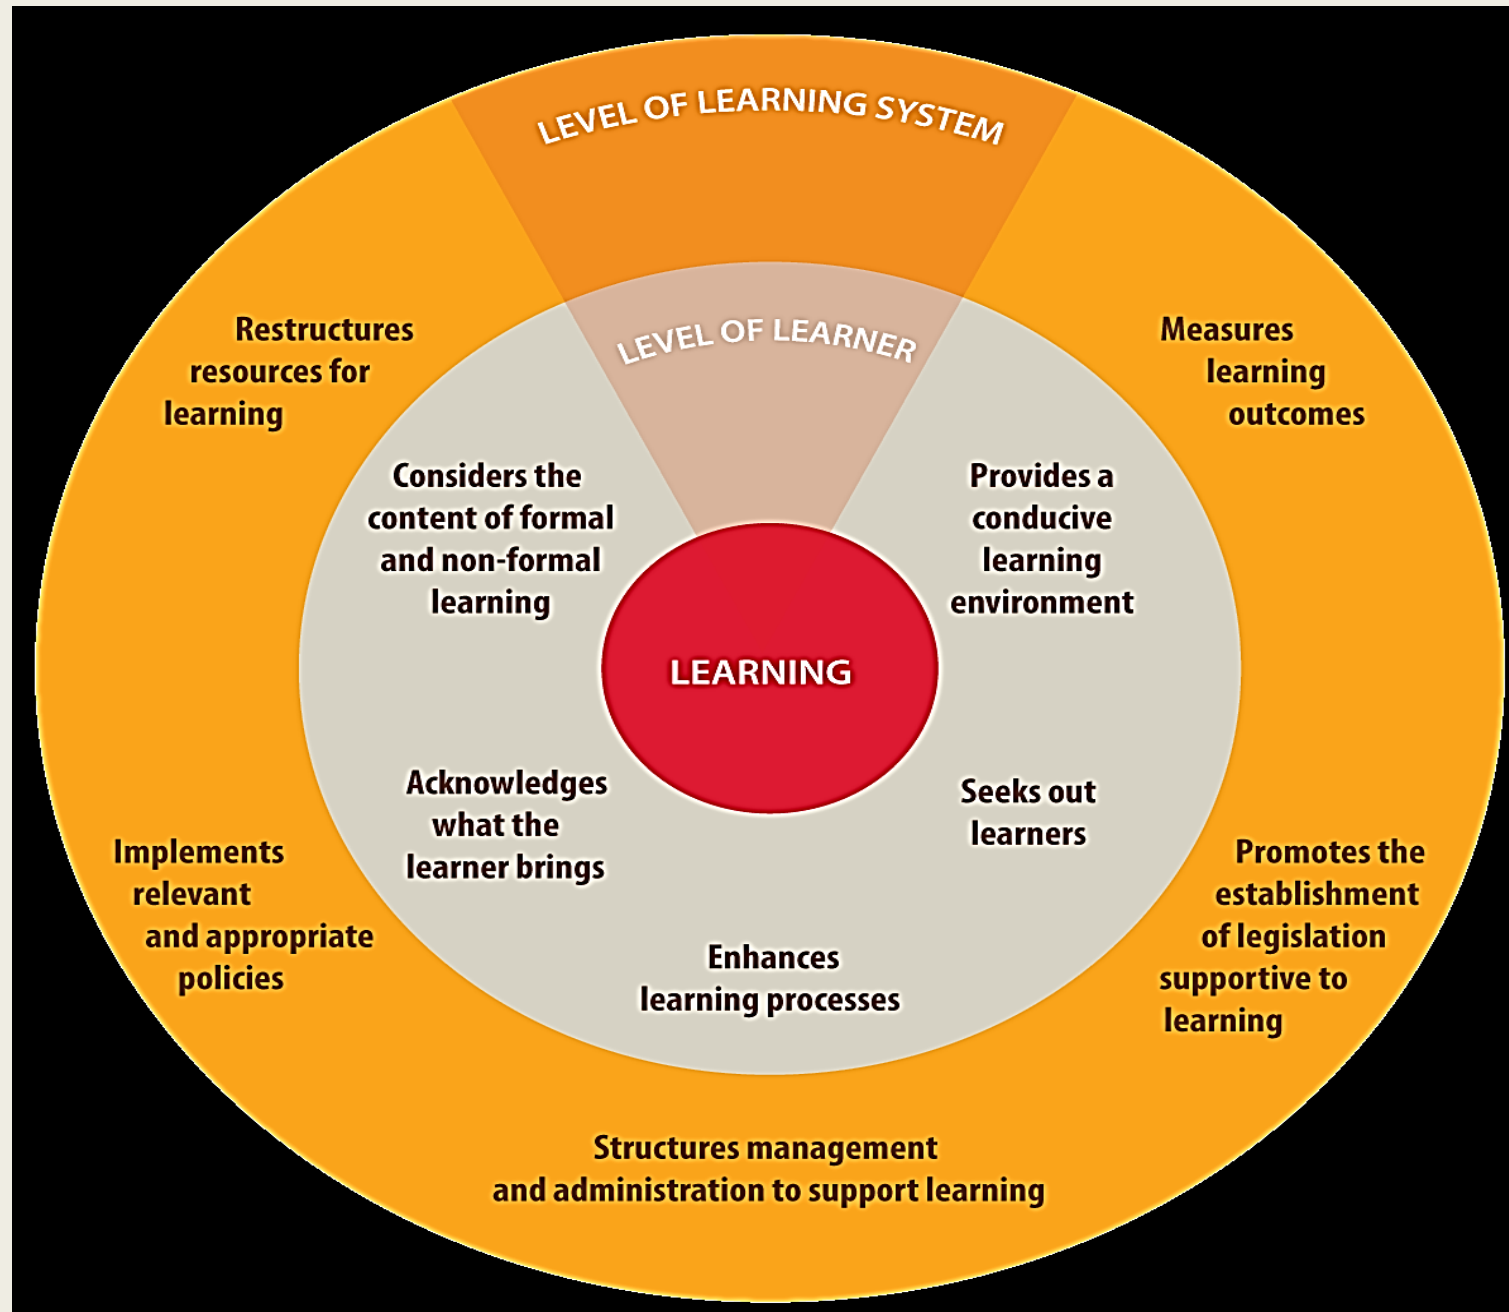 LEVEL OF LEARNING SYSTEM
LEVEL OF LEARNER
Restructures
resources for
learning
Measures
learning
outcomes
Considers the
content of formal
and non-formal
learning
Provides a
conducive
learning
environment
LEARNING
Acknowledges
what the
learner brings
Seeks out
learners
Implements
relevant
and appropriate
policies
Promotes the
establishment
of legislation
supportive to
learning
Enhances
learning processes
Structures management
and administration to support learning